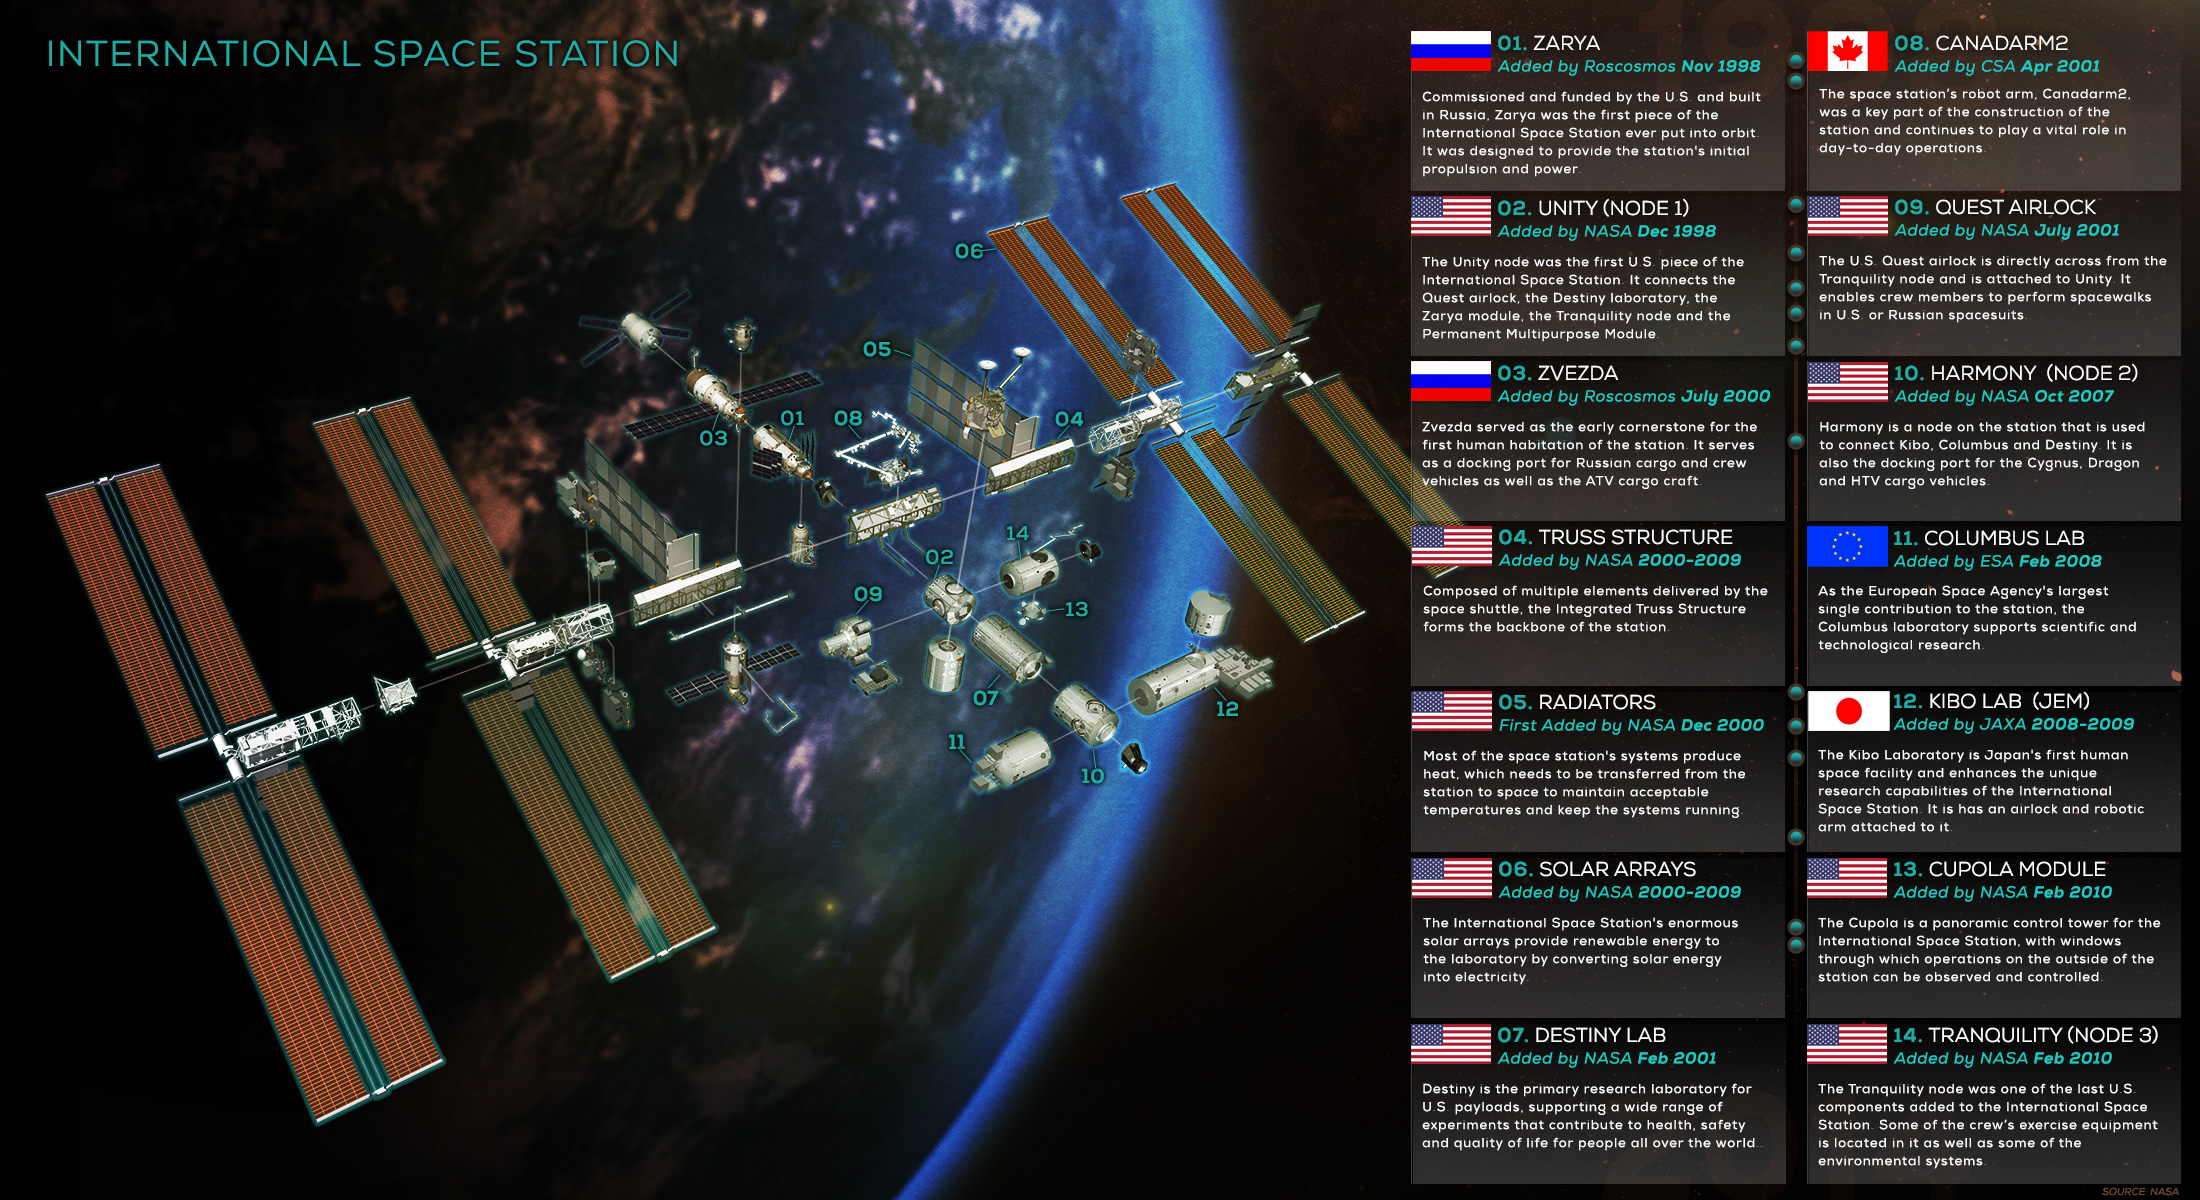 INTERNATIONAL SPACE STATION
01
02
03
04
05
06
07
08
09
10
11
12
13
14
01. ZARYA
Added by Roscosmos Nov 1998
Commissioned and funded by the U.S. and built
in Russia, Zarya was the first piece of the
International Space Station ever put into orbit.
It was designed to provide the station's initial
propulsion and power.
02. UNITY (NODE 1)
Added by NASA Dec 1998
The Unity node was the first U.S. piece of the
International Space Station. It connects the
Quest airlock, the Destiny laboratory, the
Zarya module, the Tranquility node and the
Permanent Multipurpose Module.
03. ZVEZDA
Added by Roscosmos July 2000
Zvezda served as the early cornerstone for the
first human habitation of the station. It serves
as a docking port for Russian cargo and crew
vehicles as well as the ATV cargo craft.
04. TRUSS STRUCTURE
Added by NASA 2000-2009
Composed of multiple elements delivered by the
space shuttle, the Integrated Truss Structure
forms the backbone of the station.
05. RADIATORS
First Added by NASA Dec 2000
Most of the space station's systems produce
heat, which needs to be transferred from the
station to space to maintain acceptable
temperatures and keep the systems running.
06. SOLAR ARRAYS
Added by NASA 2000-2009
The International Space Station's enormous
solar arrays provide renewable energy to
the laboratory by converting solar energy
into electricity.
07. DESTINY LAB
Added by NASA Feb 2001
Destiny is the primary research laboratory for
U.S. payloads, supporting a wide range of
experiments that contribute to health, safety
and quality of life for people all over the world..
08. CANADARM2
Added by CSA Apr 2001
The space station's robot arm, Canadarm2,
was a key part of the construction of the
station and continues to play a vital role in
day-to-day operations.
09. QUEST AIRLOCK
Added by NASA July 2001
The U.S. Quest airlock is directly across from the
Tranquility node and is attached to Unity. It
enables crew members to perform spacewalks
in U.S. or Russian spacesuits.
10. HARMONY (NODE 2)
Added by NASA Oct 2007
Harmony is a node on the station that is used
to connect Kibo, Columbus and Destiny. It is
also the docking port for the Cygnus, Dragon
and HTV cargo vehicles.
11. COLUMBUS LAB
Added by ESA Feb 2008
As the European Space Agency's largest
single contribution to the station, the
Columbus laboratory supports scientific and
technological research.
12. KIBO LAB (JEM)
Added by JAXA 2008-2009
The Kibo Laboratory is Japan's first human
space facility and enhances the unique
research capabilities of the International
Space Station. It is has an airlock and robotic
arm attached to it.
13. CUPOLA MODULE
Added by NASA Feb 2010
The Cupola is a panoramic control tower for the
International Space Station, with windows
through which operations on the outside of the
station can be observed and controlled.
14. TRANQUILITY (NODE 3)
Added by NASA Feb 2010
The Tranquility node was one of the last U.S.
components added to the International Space
Station. Some of the crew's exercise equipment
is located in it as well as some of the
environmental systems.
SOURCE: NASA